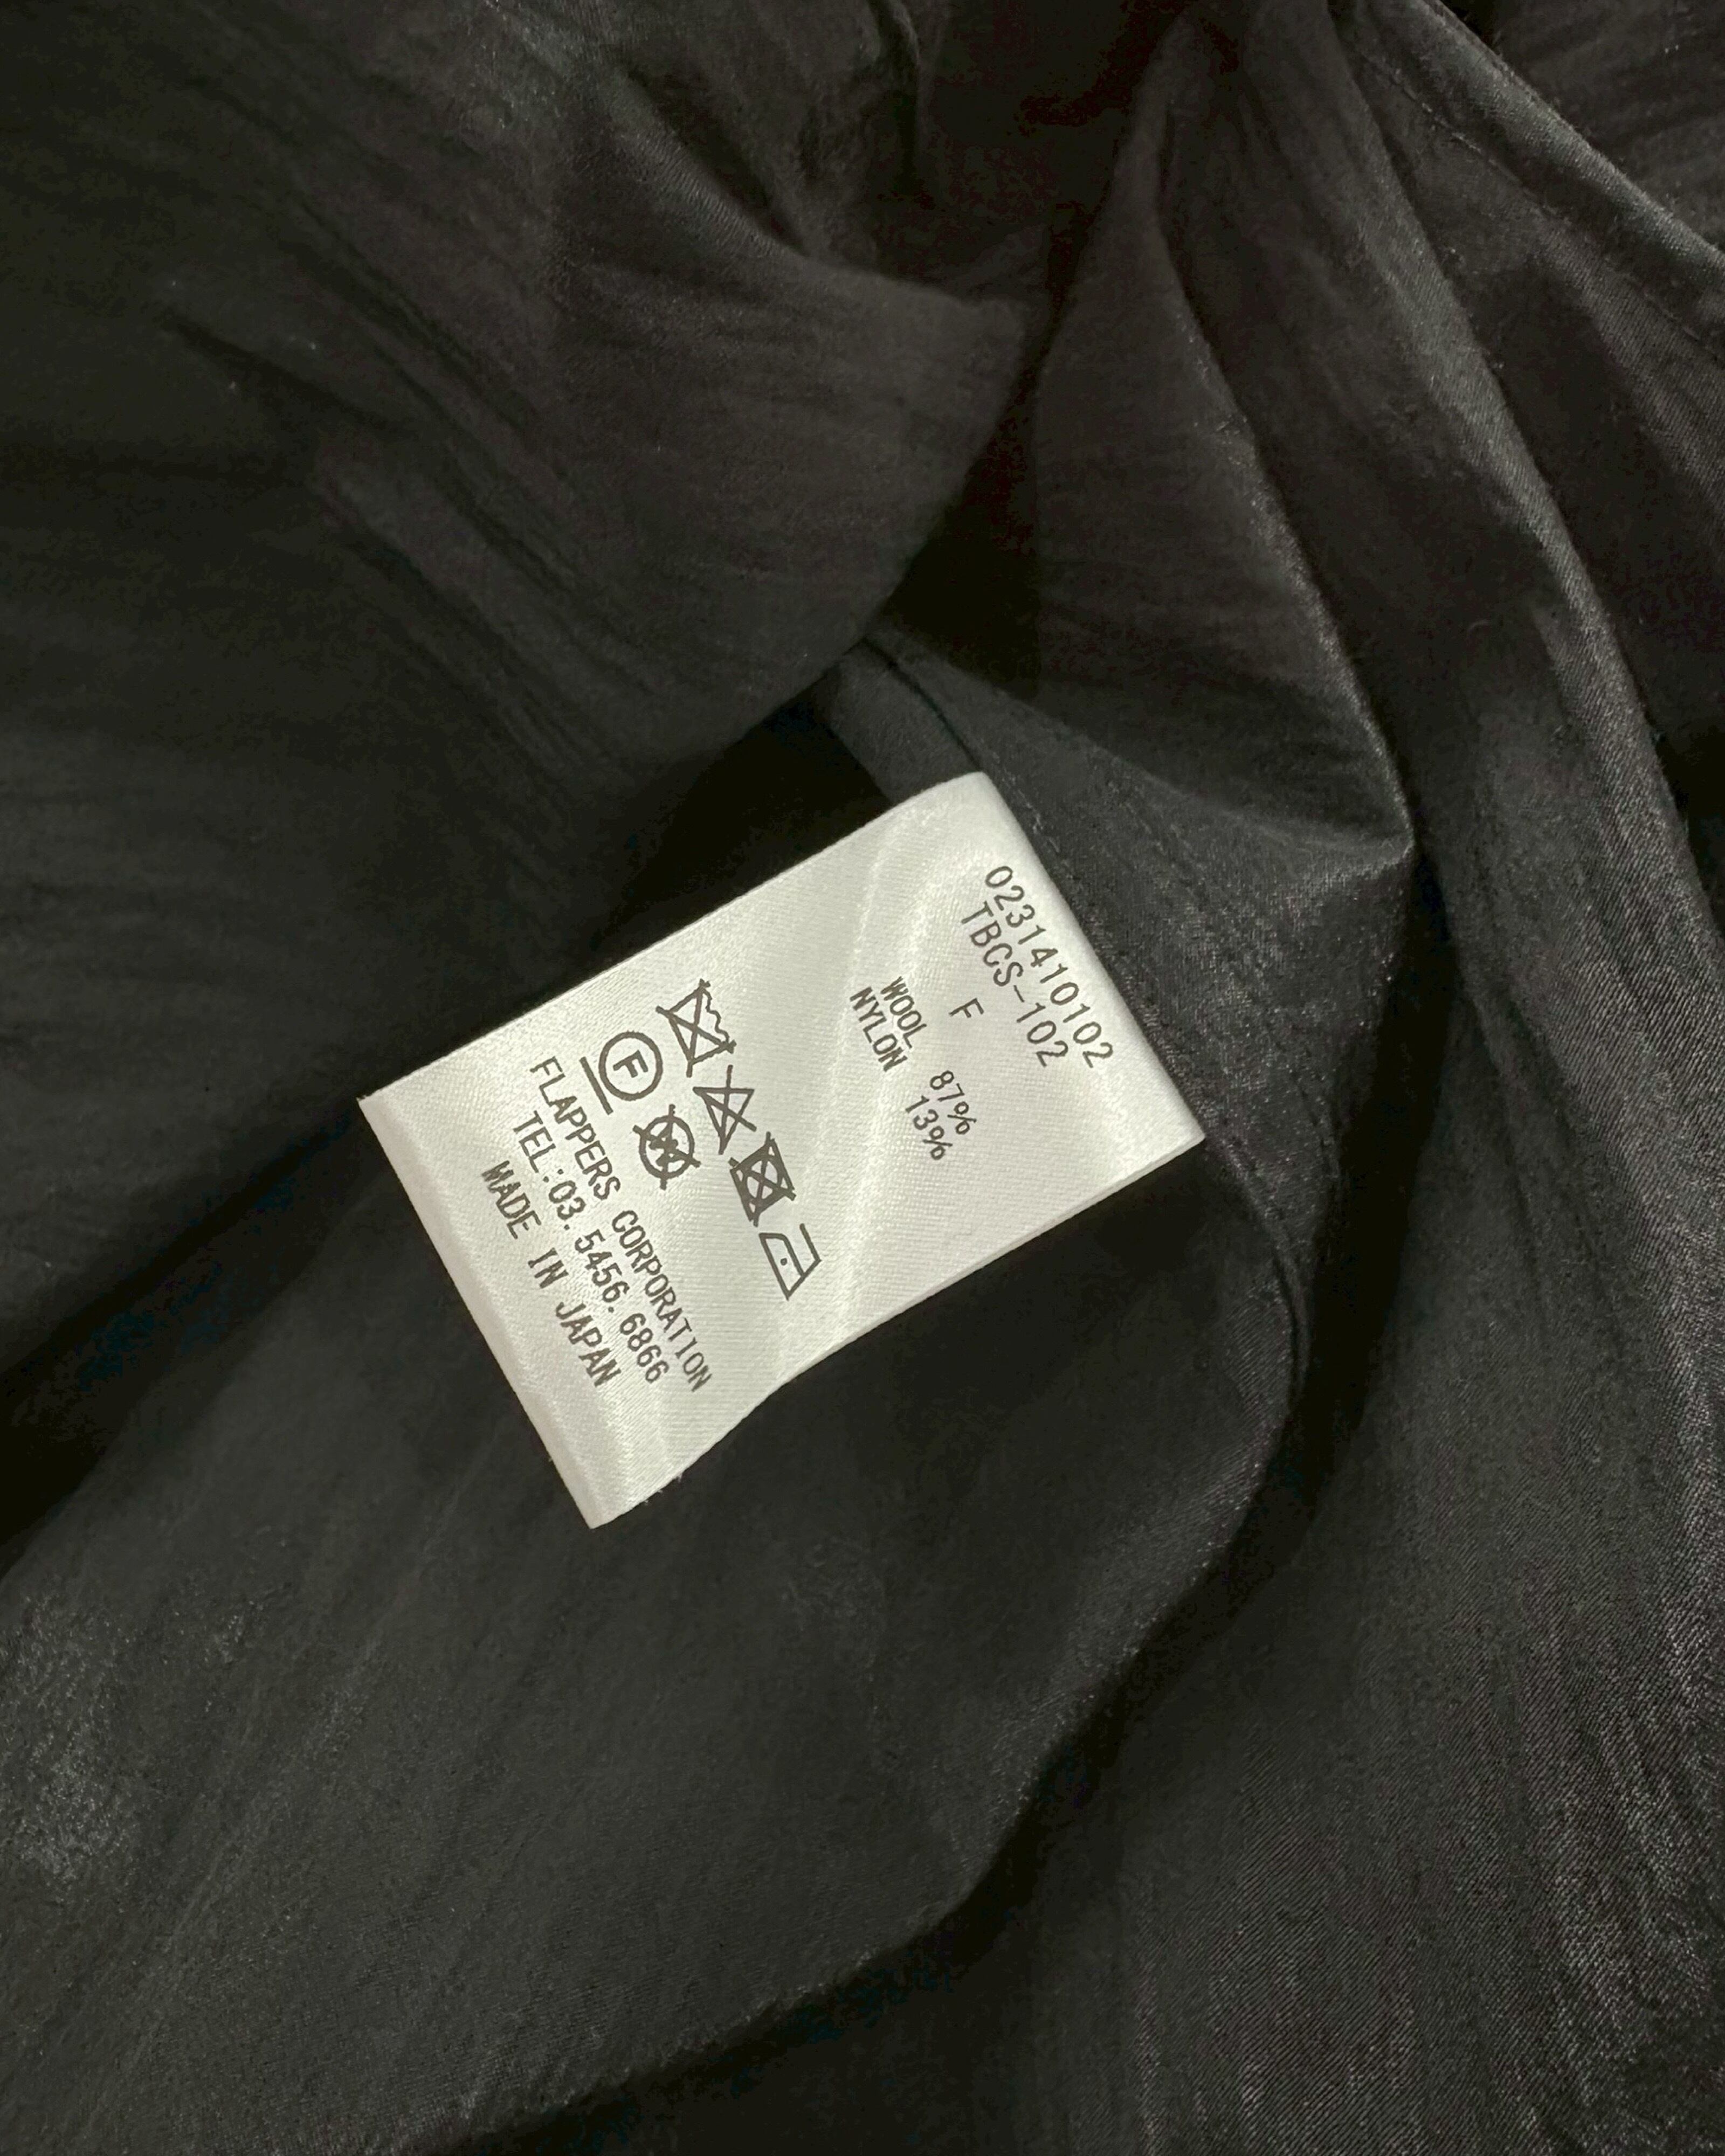 0231410102
TBCS-102
F
WOOL 87%
NYLON 13%
F
W
FLAPPERS CORPORATION
TEL:03.5456.6866
MADE IN JAPAN